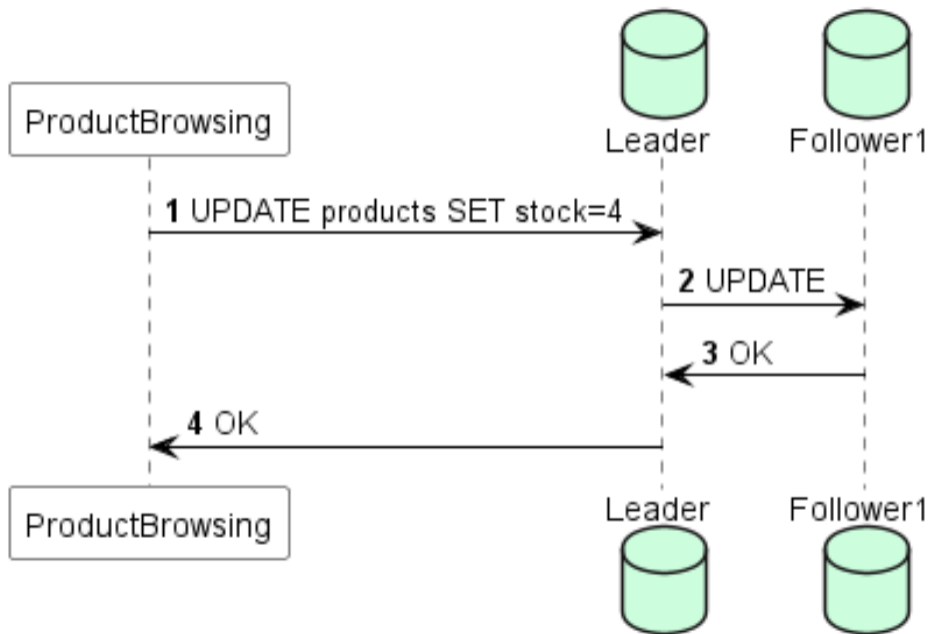 Leader Follower1
ProductBrowsing
1 UPDATE products SET stock=4
2 UPDATE
3 OK
4 OK
ProductBrowsing
Leader Follower1